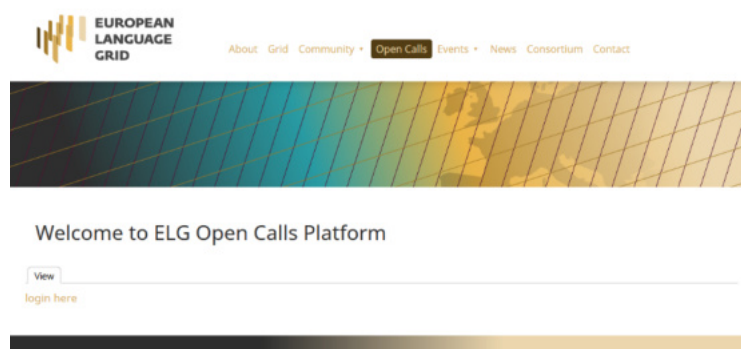 EUROPEAN
LANGUAGE
GRID
About Grid Community Open Calls Events News Consortium Contact
Welcome to ELG Open Calls Platform
View
login here